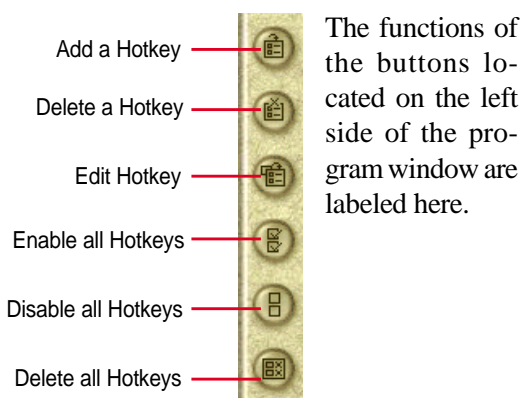 Add a Hotkey
Delete a Hotkey
Edit Hotkey
Enable all Hotkeys
Disable all Hotkeys
Delete all Hotkeys
The functions of
the buttons lo-
cated on the left
side of the pro-
gram window are
labeled here.